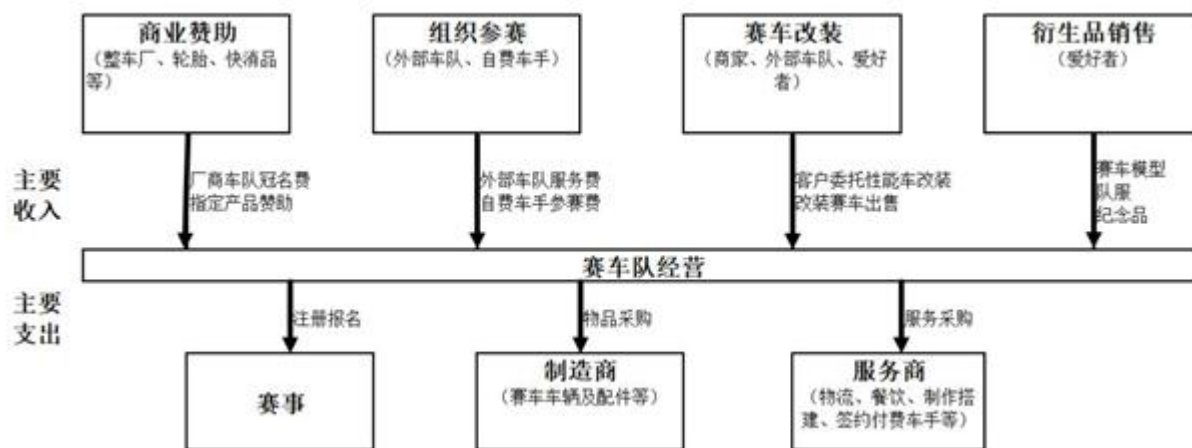 商业赞助
（整车厂、轮胎、快消品
等）
组织参赛
（外部车队、自费车手）
赛车改装
（商家、外部车队、爱好
者）
衍生品销售
（爱好者）
主要
收入
厂商车队冠名费
指定产品赞助
外部车队服务费
自费车手参赛费
客户委托性能车改装
改装赛车出售
赛车模型
队服
纪念品
赛车队经营
主要
支出
注册报名
物品采购
服务采购
赛事
制造商
（赛车车辆及配件等）
服务商
（物流、餐饮、制作搭
建、签约付费车手等）